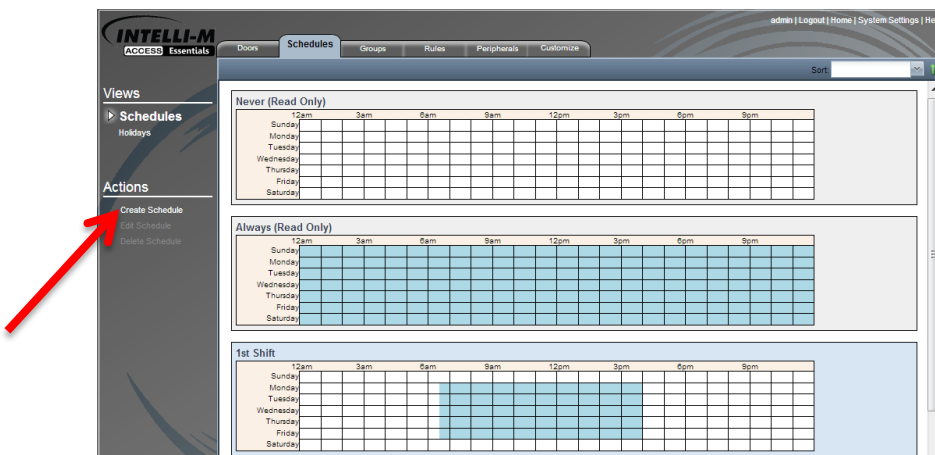 INTELLI-M
ACCESS Essentials
admin | Logout | Home | System Settings | He
Doors Schedules Groups Rules Peripherals Customize
Sort:
Views
Schedules
Holidays
Actions
Create Schedule
Edit Schedule
Delete Schedule
Never (Read Only)
12am 3am 6am 9am 12pm 3pm 6pm 9pm
Sunday
Monday
Tuesday
Wednesday
Thursday
Friday
Saturday
Always (Read Only)
12am 3am 6am 9am 12pm 3pm 6pm 9pm
Sunday
Monday
Tuesday
Wednesday
Thursday
Friday
Saturday
1st Shift
12am 3am 6am 9am 12pm 3pm 6pm 9pm
Sunday
Monday
Tuesday
Wednesday
Thursday
Friday
Saturday